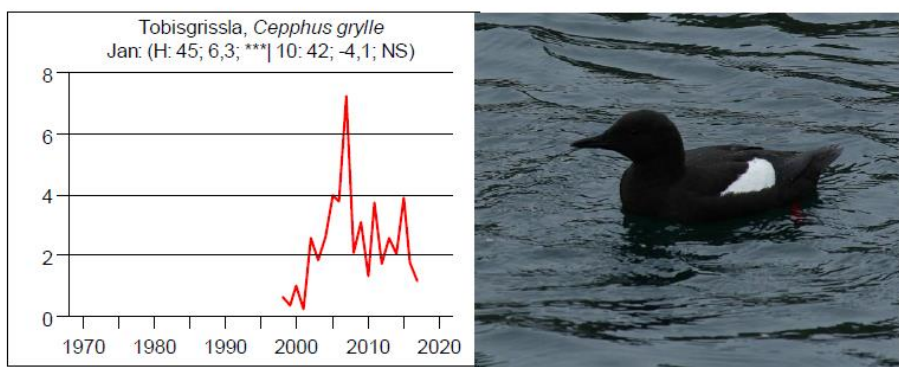 Tobisgrissla, Cepphus grylle
Jan: (H: 45; 6,3; ***| 10: 42; -4,1; NS)
8
6
4
2
0
1970 1980 1990 2000 2010 2020